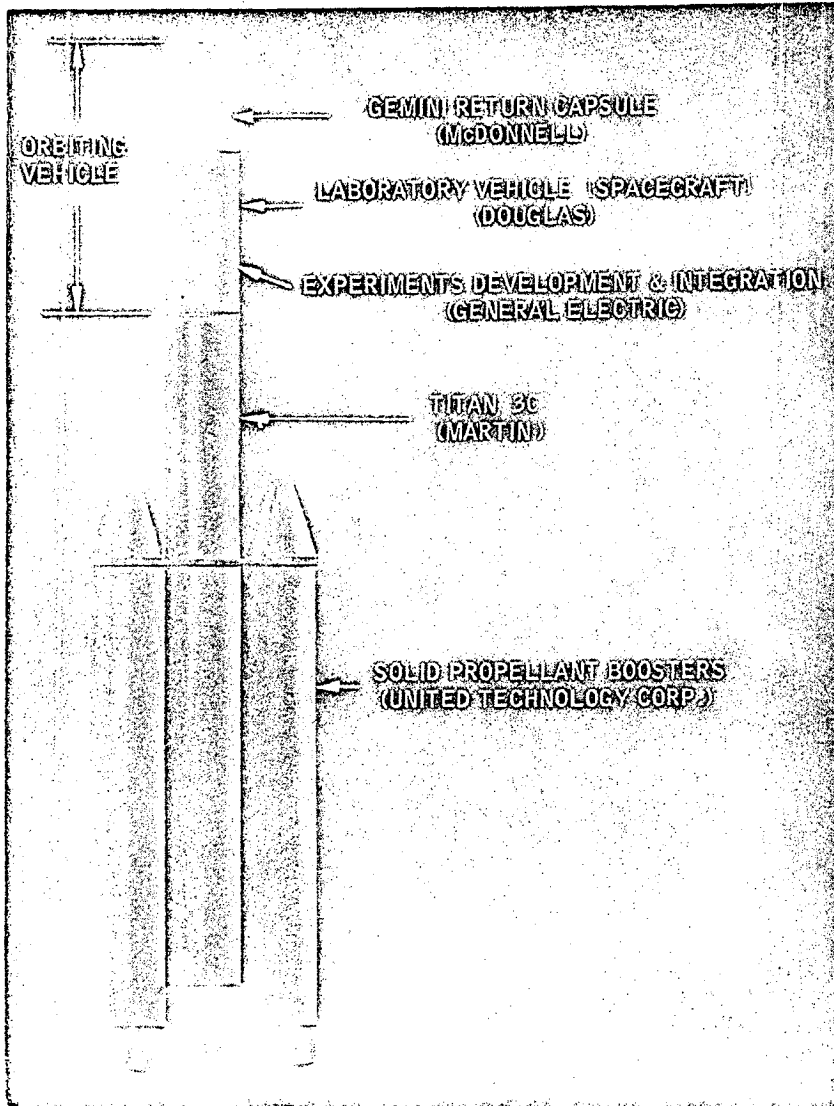 GEMINI RETURN CAPSULE
(McDONNELL)
ORBITING
VEHICLE
LABORATORY VEHICLE (SPACECRAFT)
(DOUGLAS)
EXPERIMENTS DEVELOPMENT & INTEGRATION
(GENERAL ELECTRIC)
TITAN 3C
(MARTIN)
SOLID PROPELLANT BOOSTERS
(UNITED TECHNOLOGY CORP.)